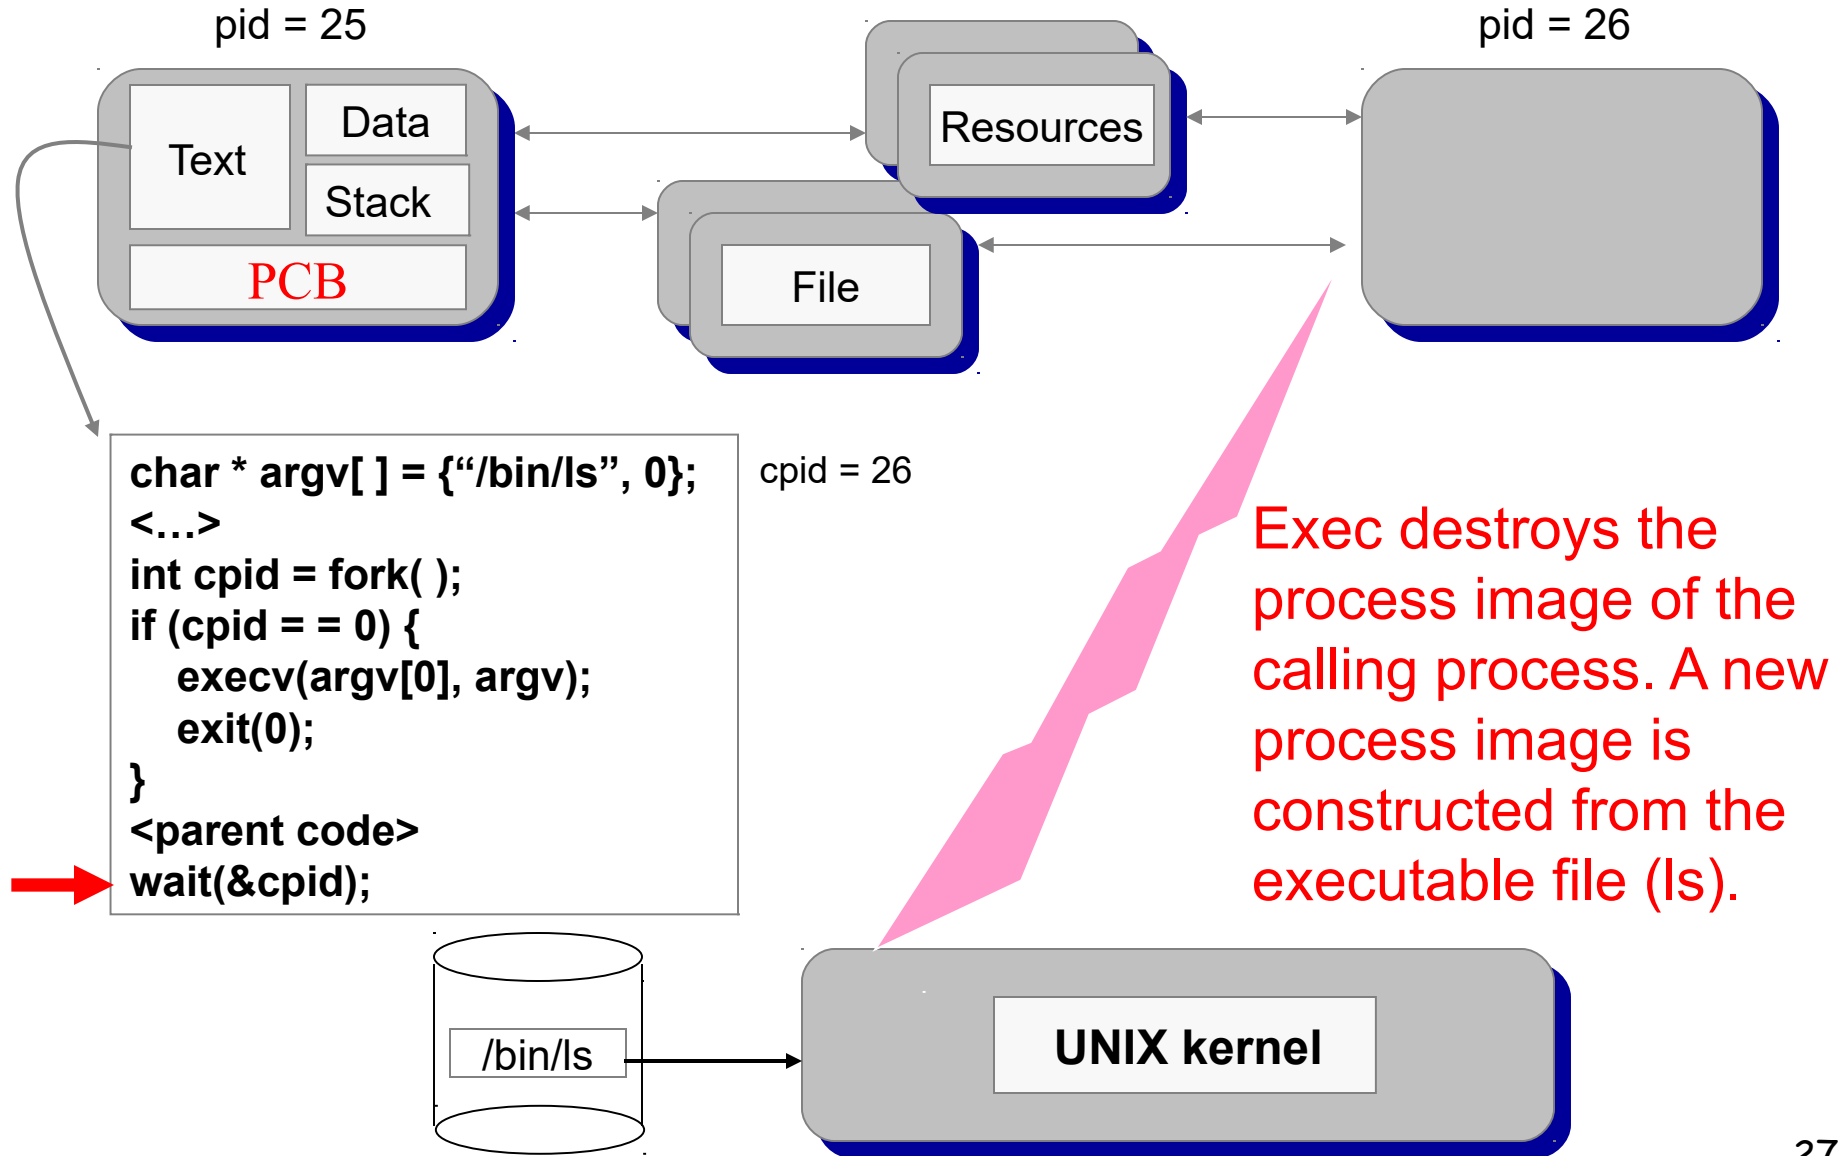 pid = 25
pid = 26
Text
Data
Stack
PCB
Resources
File
char * argv[ ] = {“/bin/ls”, 0};
<…>
int cpid = fork( );
if (cpid = = 0) {
execv(argv[0], argv);
exit(0);
}
<parent code>
wait(&cpid);
cpid = 26
Exec destroys the
process image of the
calling process. A new
process image is
constructed from the
executable file (ls).
/bin/ls
UNIX kernel
27